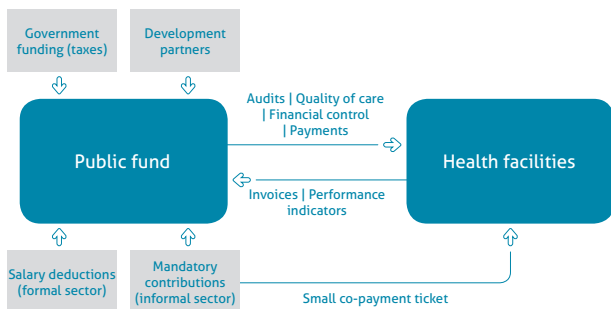 Government
funding (taxes)
Development
partners
Audits | Quality of care
| Financial control
| Payments
Public fund
Health facilities
Invoices | Performance
indicators
Salary deductions
(formal sector)
Mandatory
contributions
(informal sector)
Small co-payment ticket